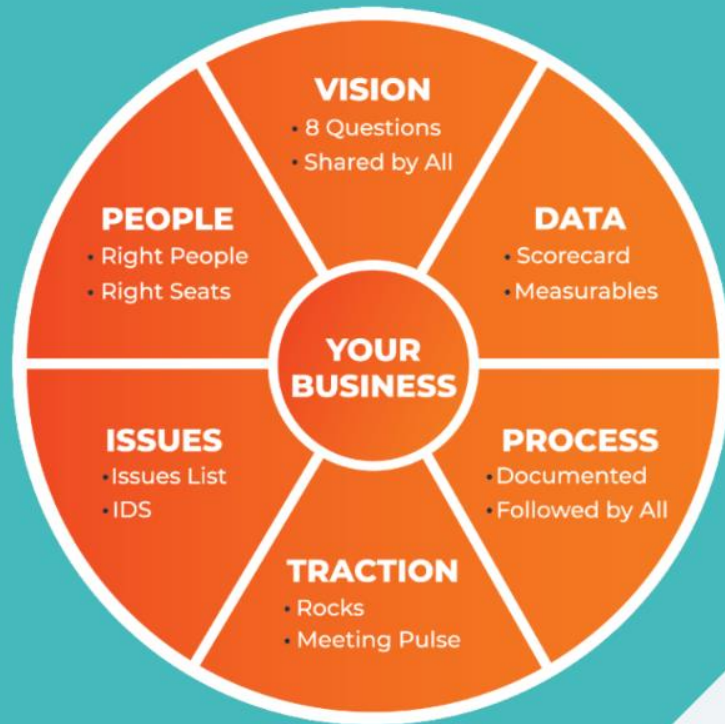 VISION
• 8 Questions
• Shared by All
PEOPLE
• Right People
• Right Seats
DATA
• Scorecard
• Measurables
YOUR
BUSINESS
ISSUES
• Issues List
• IDS
PROCESS
• Documented
• Followed by All
TRACTION
• Rocks
• Meeting Pulse